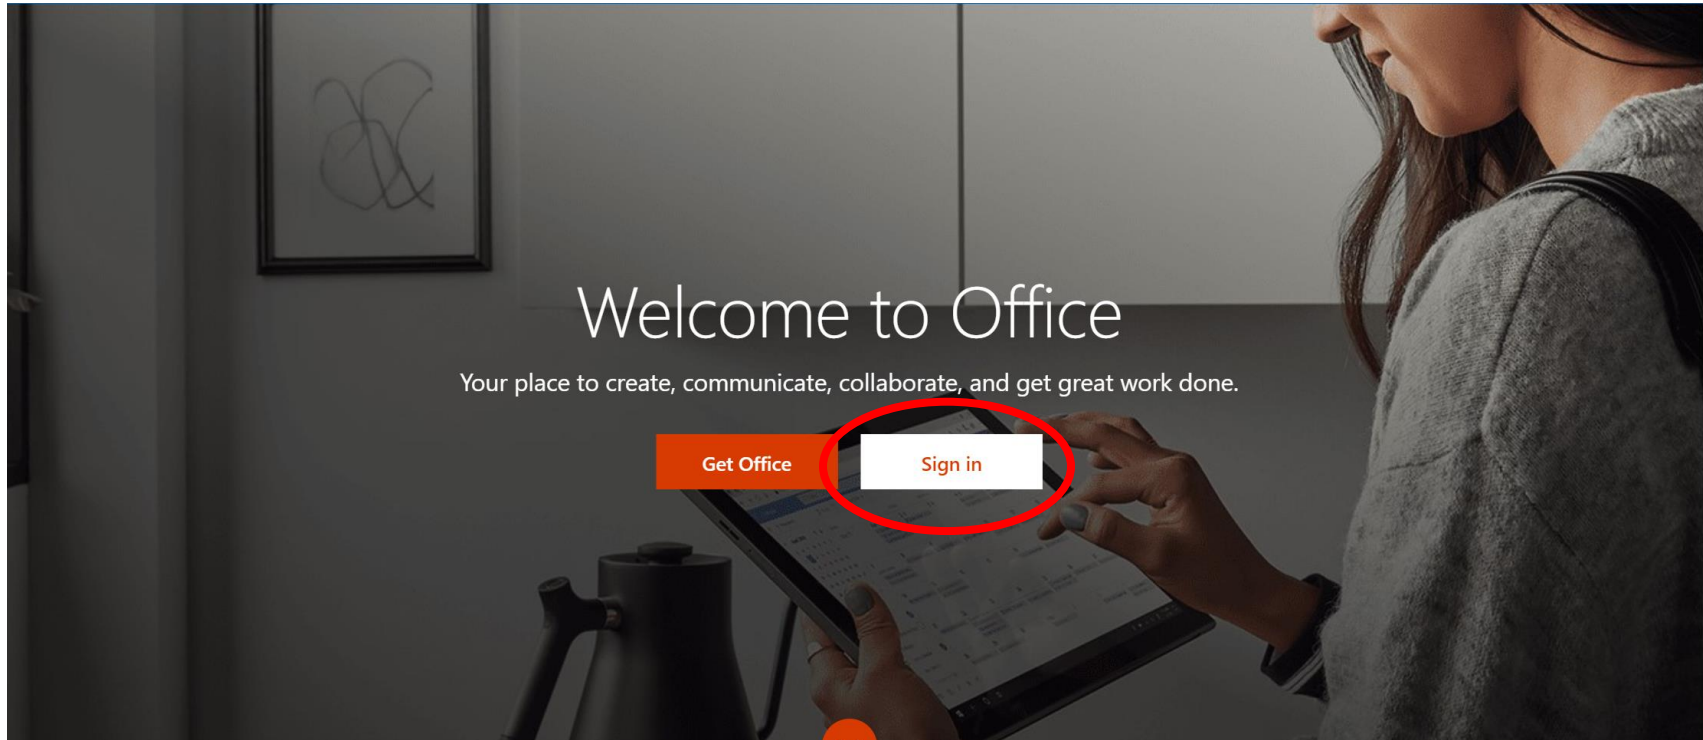 Welcome to Office
Your place to create, communicate, collaborate, and get great work done.
Get Office
Sign in